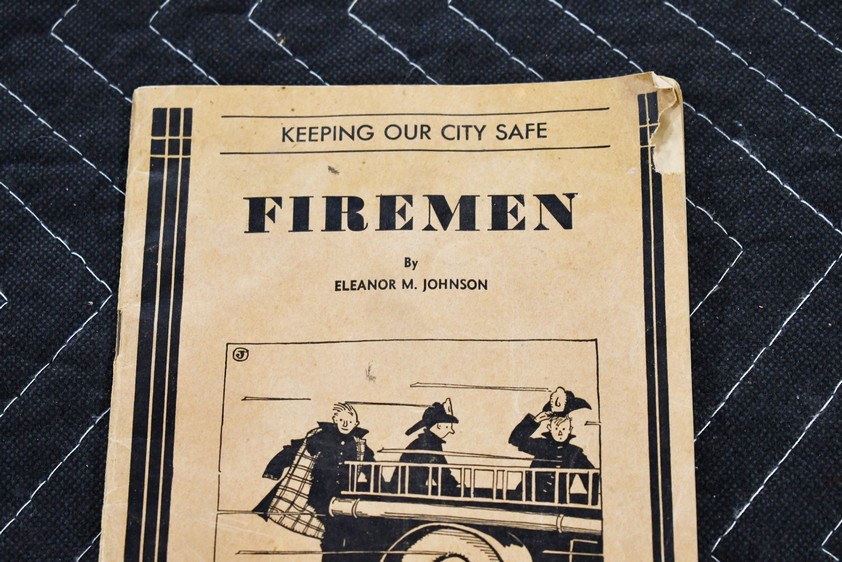 KEEPING OUR CITY SAFE
FIREMEN
By
ELEANOR M. JOHNSON